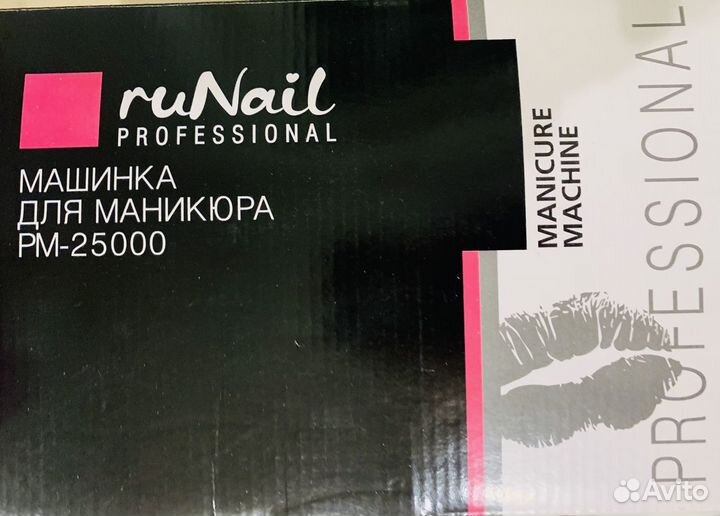 ruNail
PROFESSIONAL
МАШИНКА
ДЛЯ МАНИКЮРА
РМ-25000
MANICURE
MACHINE
PROFESSIONAL
Avito